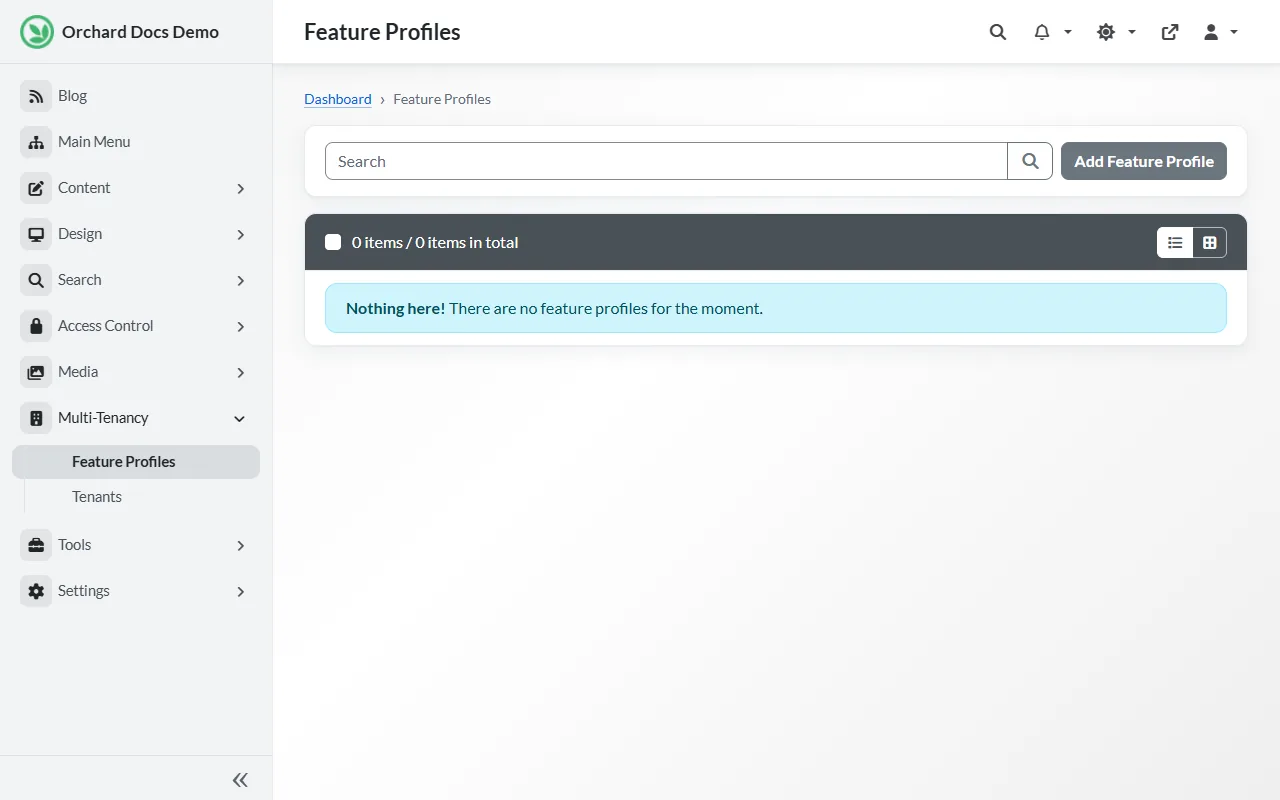 Orchard Docs Demo
Feature Profiles
Blog
Main Menu
Content
Design
Search
Access Control
Media
Multi-Tenancy
Feature Profiles
Tenants
Tools
Settings
Dashboard › Feature Profiles
Search
Add Feature Profile
0 items / 0 items in total
Nothing here! There are no feature profiles for the moment.